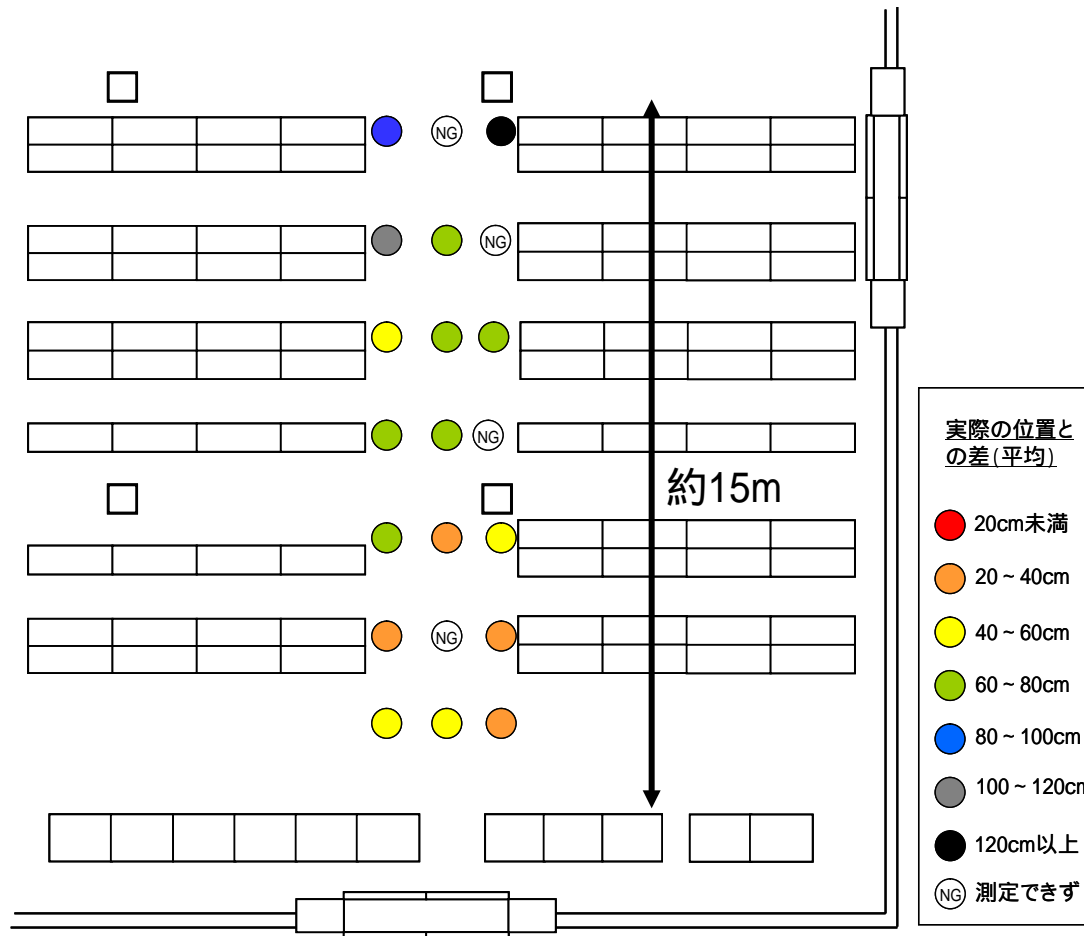 NG
NG
約15m
NG
NG
実際の位置と
の差(平均)
20cm未満
20～40cm
40～60cm
60～80cm
80～100cm
100～120cm
120cm以上
NG 測定できず